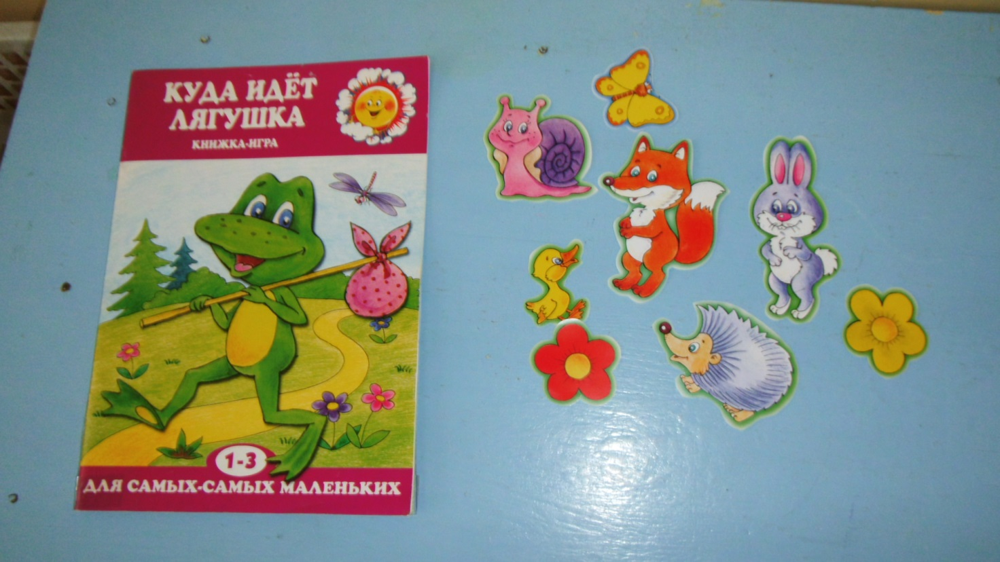 КУДА ИДЁТ
ЛЯГУШКА
КНИЖКА-ИГРА
1-3
ДЛЯ САМЫХ-САМЫХ МАЛЕНЬКИХ